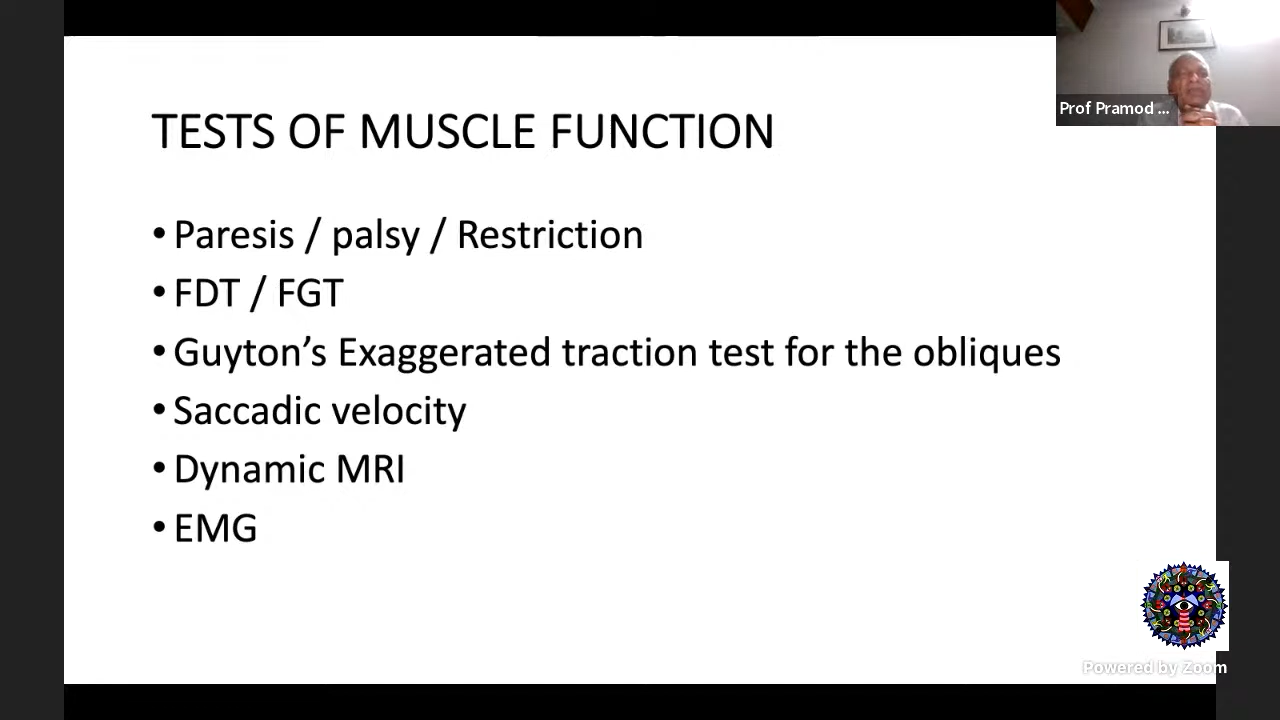 TESTS OF MUSCLE FUNCTION
• Paresis / palsy / Restriction
• FDT / FGT
• Guyton’s Exaggerated traction test for the obliques
• Saccadic velocity
• Dynamic MRI
• EMG
Prof Pramod ...
Powered by Zoom